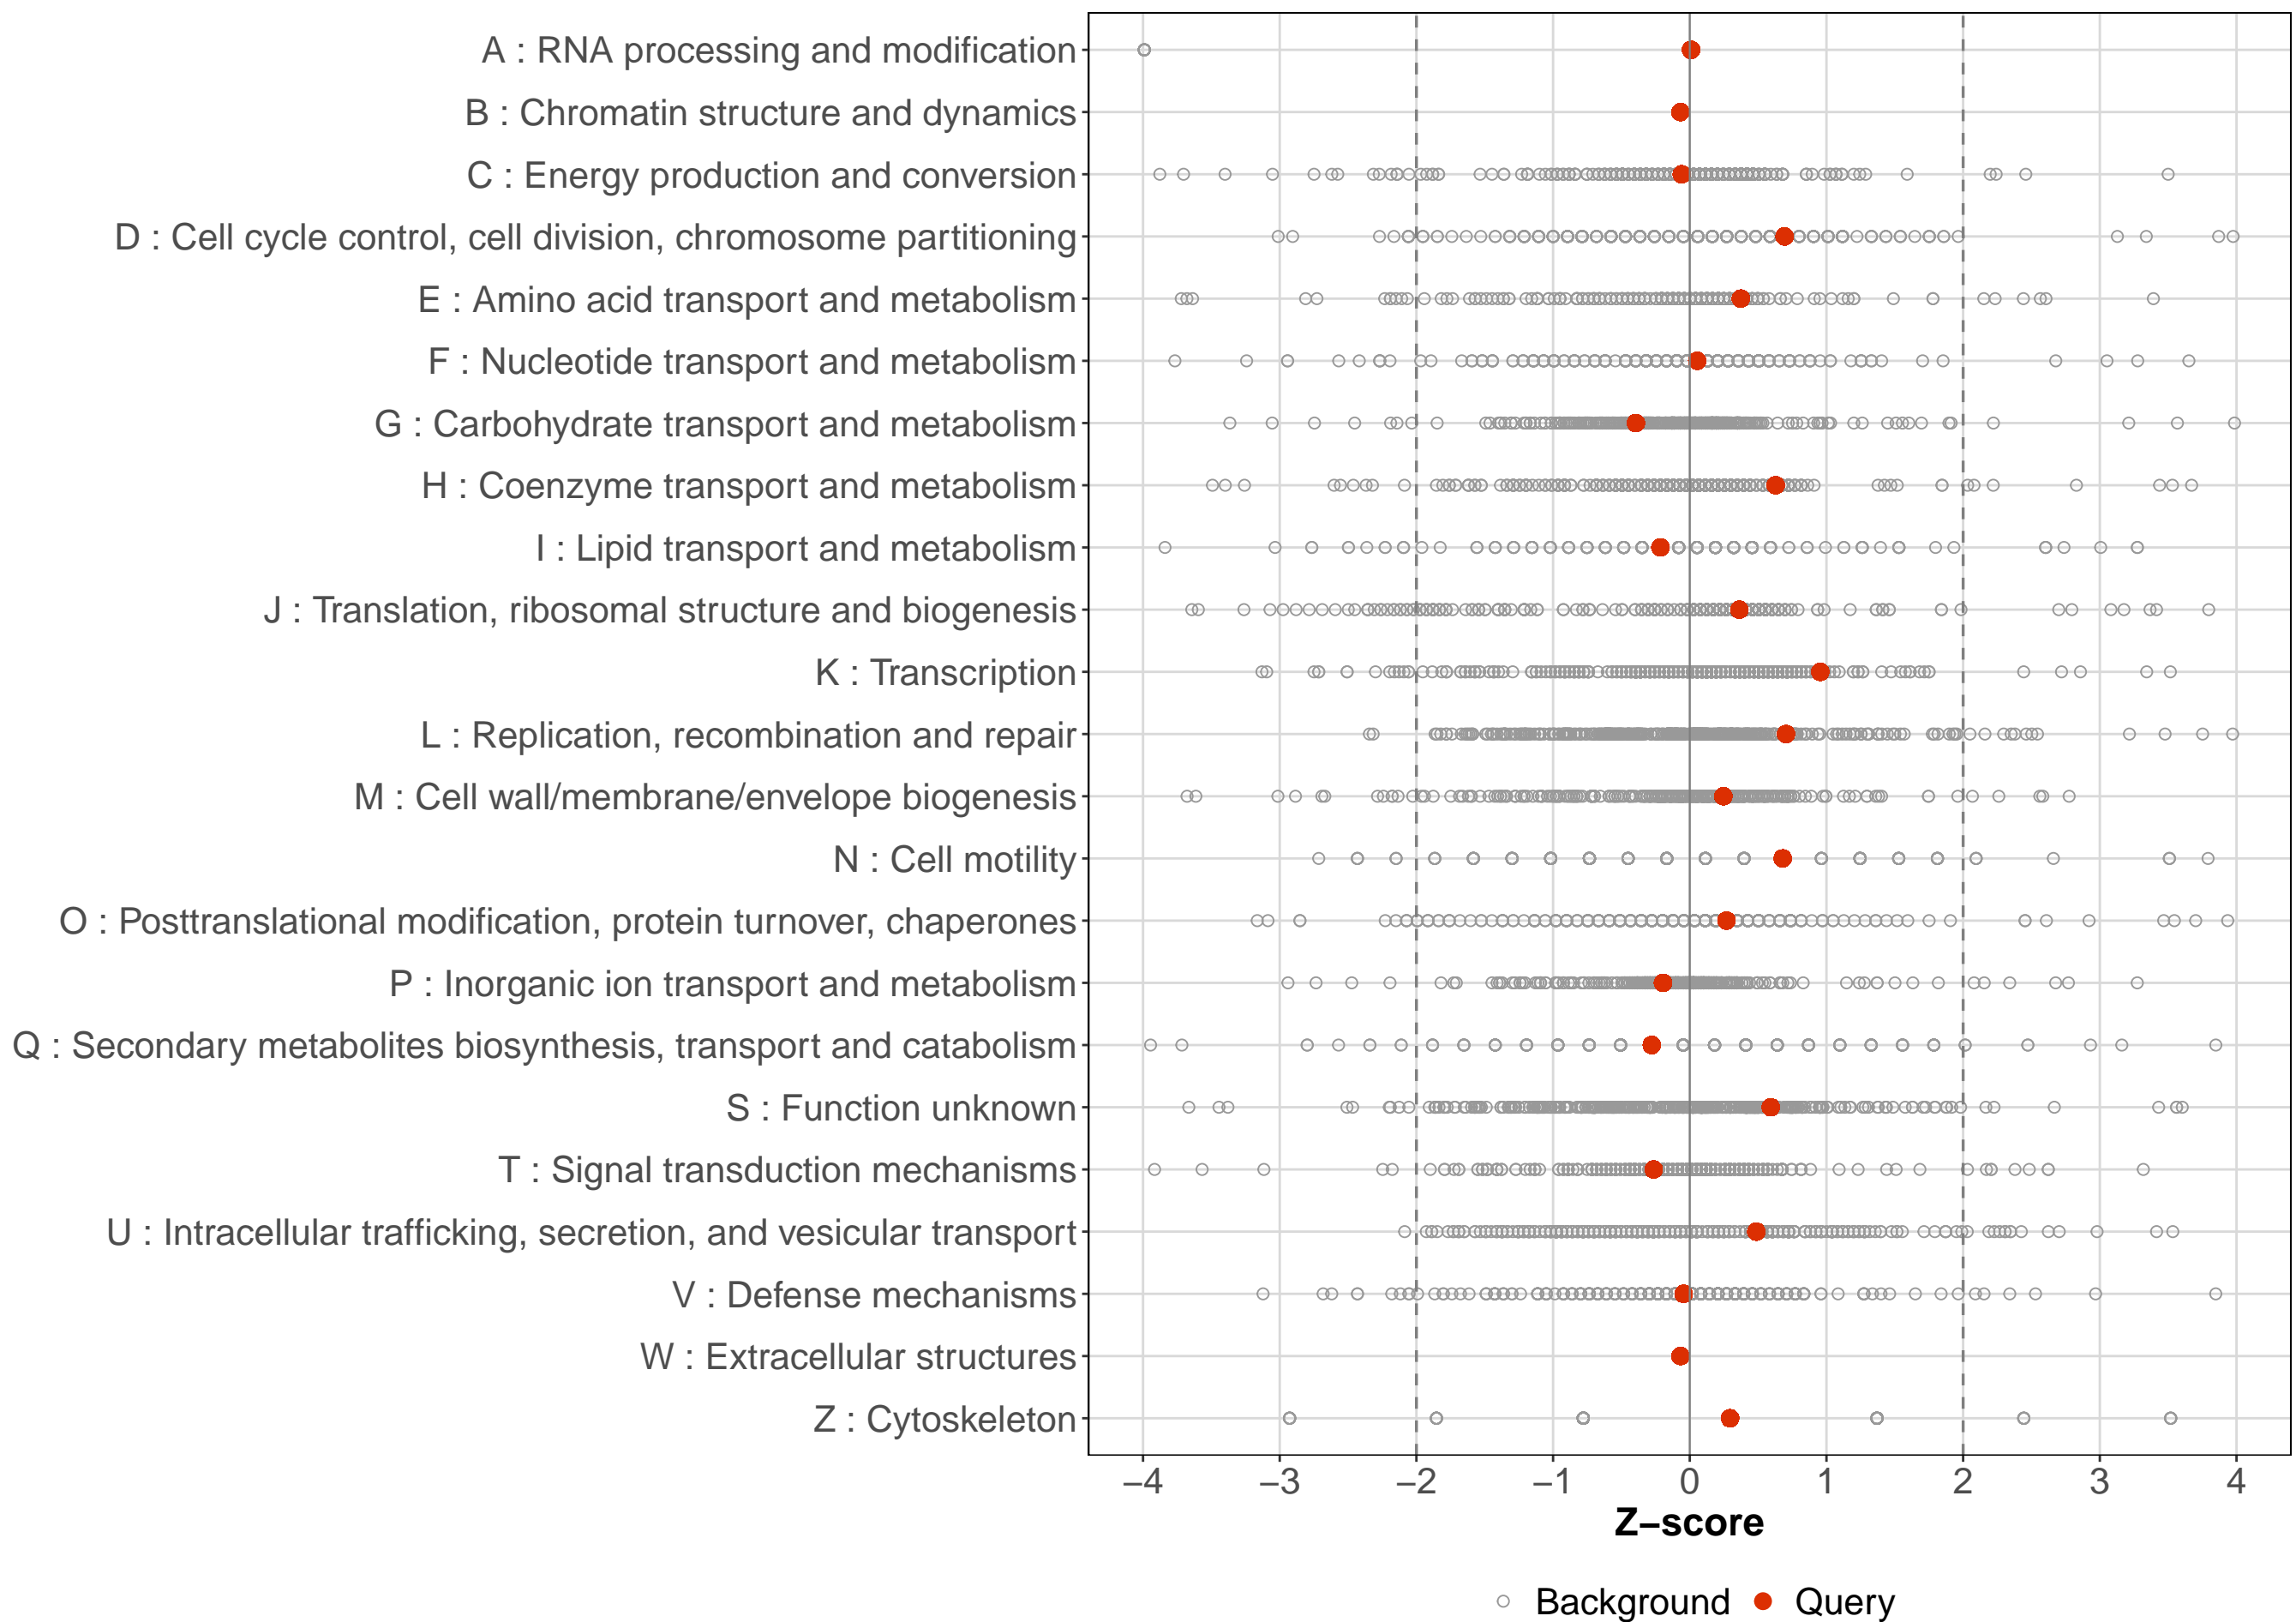 A : RNA processing and modification
B : Chromatin structure and dynamics
C : Energy production and conversion
D : Cell cycle control, cell division, chromosome partitioning
E : Amino acid transport and metabolism
F : Nucleotide transport and metabolism
G : Carbohydrate transport and metabolism
H : Coenzyme transport and metabolism
I : Lipid transport and metabolism
J : Translation, ribosomal structure and biogenesis
K : Transcription
L : Replication, recombination and repair
M : Cell wall/membrane/envelope biogenesis
N : Cell motility
O : Posttranslational modification, protein turnover, chaperones
P : Inorganic ion transport and metabolism
Q : Secondary metabolites biosynthesis, transport and catabolism
S : Function unknown
T : Signal transduction mechanisms
U : Intracellular trafficking, secretion, and vesicular transport
V : Defense mechanisms
W : Extracellular structures
Z : Cytoskeleton
−4 −3 −2 −1 0 1 2 3 4
Z−score
Background Query